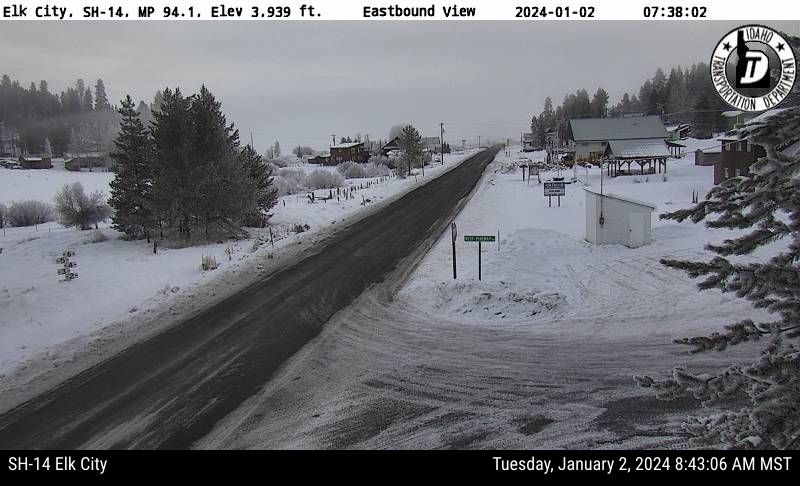 Elk City, SH-14, MP 94.1, Elev 3,939 ft. Eastbound View 2024-01-02 07:38:02
IDAHO
TRANSPORTATION DEPARTMENT
SH-14 Elk City
Tuesday, January 2, 2024 8:43:06 AM MST